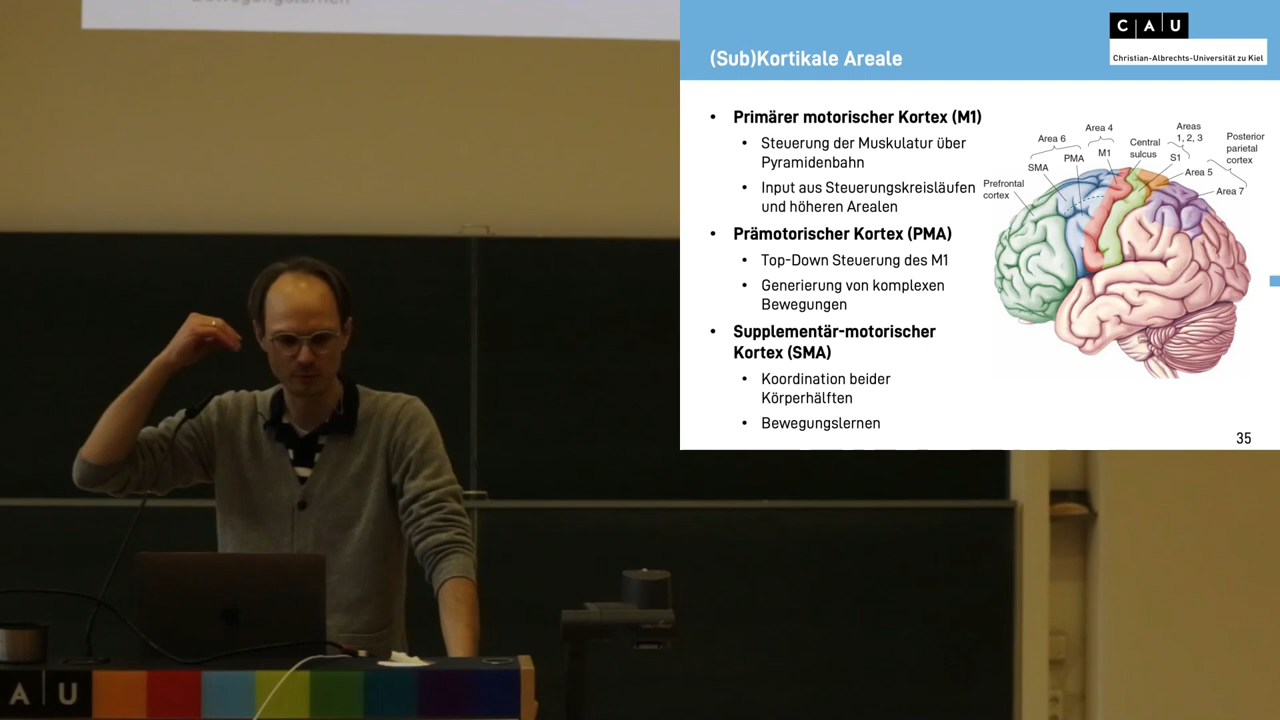 Bewegungslernen
(Sub)Kortikale Areale
C A U
Christian-Albrechts-Universität zu Kiel
• Primärer motorischer Kortex (M1)
• Steuerung der Muskulatur über
Pyramidenbahn
• Input aus Steuerungskreisläufen
und höheren Arealen
• Prämotorischer Kortex (PMA)
• Top-Down Steuerung des M1
• Generierung von komplexen
Bewegungen
• Supplementär-motorischer
Kortex (SMA)
• Koordination beider
Körperhälften
• Bewegungslernen
Prefrontal
cortex
SMA
Area 6
PMA
Area 4
M1
Central
sulcus
Areas
1, 2, 3
S1
Area 5
Posterior
parietal
cortex
Area 7
35
A U